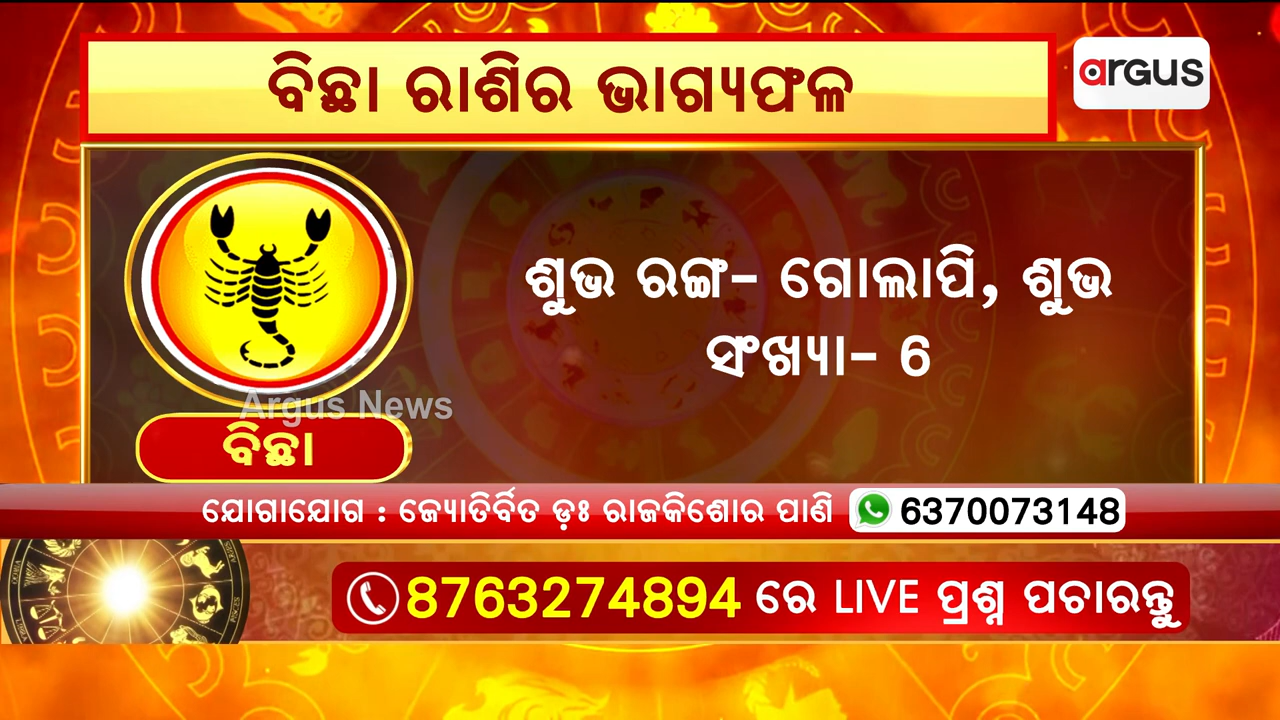 ବିଛା ରାଶିର ଭାଗ୍ୟଫଳ
argus
ଶୁଭ ରଙ୍ଗ- ଗୋଲାପି, ଶୁଭ
ସଂଖ୍ୟା- 6
Argus News
ବିଛା
ଯୋଗାଯୋଗ : ଜ୍ୟୋତିର୍ବିତ ଡ଼ଃ ରାଜକିଶୋର ପାଣି 6370073148
8763274894 ରେ LIVE ପ୍ରଶ୍ନ ପଚାରନ୍ତୁ